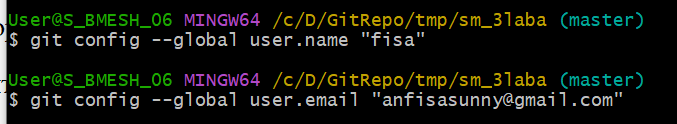 User@S_BMESH_06 MINGW64 /c/D/GitRepo/tmp/sm_3laba (master)
$ git config --global user.name "fisa"
User@S_BMESH_06 MINGW64 /c/D/GitRepo/tmp/sm_3laba (master)
$ git config --global user.email "anfisasunny@gmail.com"